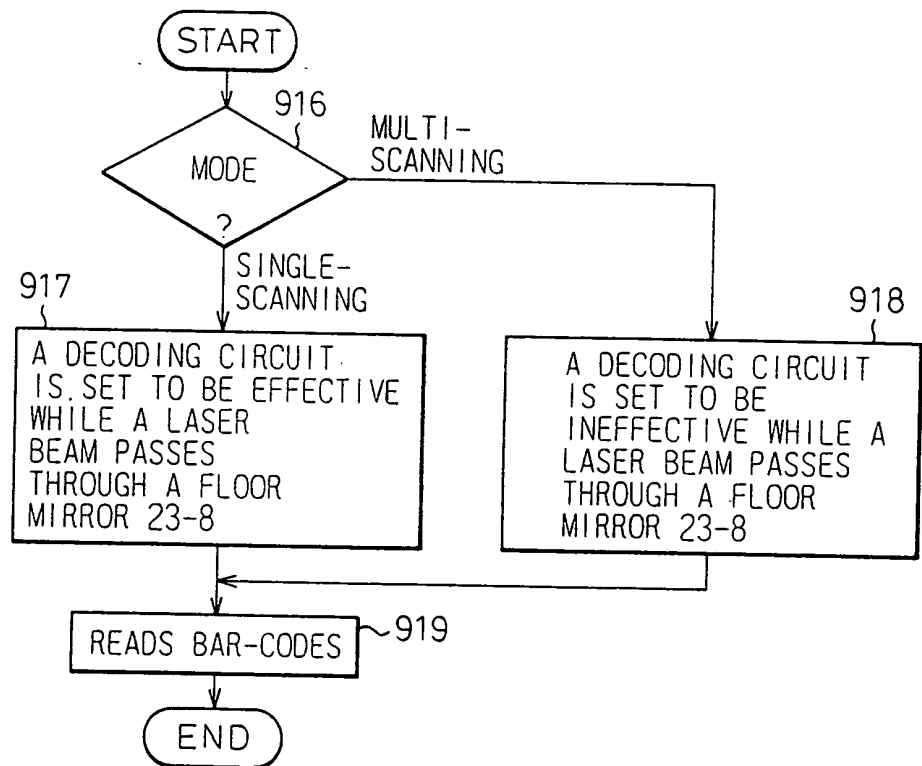 START
916
MODE
?
MULTI-
SCANNING
SINGLE-
SCANNING
917
A DECODING CIRCUIT
IS SET TO BE EFFECTIVE
WHILE A LASER
BEAM PASSES
THROUGH A FLOOR
MIRROR 23-8
918
A DECODING CIRCUIT
IS SET TO BE
INEFFECTIVE WHILE A
LASER BEAM PASSES
THROUGH A FLOOR
MIRROR 23-8
READS BAR-CODES
919
END